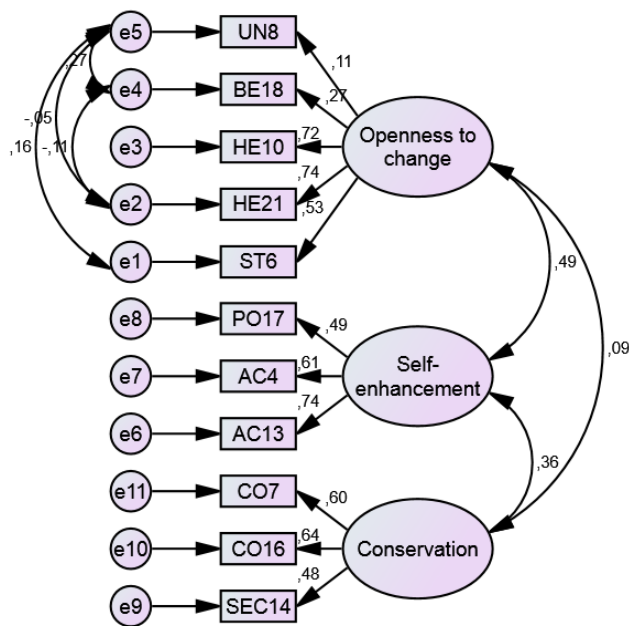 e5
UN8
,11
,27
e4
BE18
,27
Openness to
change
-,05
,16
-,11
e3
HE10
,72
,74
e2
HE21
,53
,49
e1
ST6
e8
PO17
,49
,09
e7
AC4
,61
Self-
enhancement
e6
AC13
,74
,36
e11
CO7
,60
e10
CO16
,64
Conservation
,48
e9
SEC14